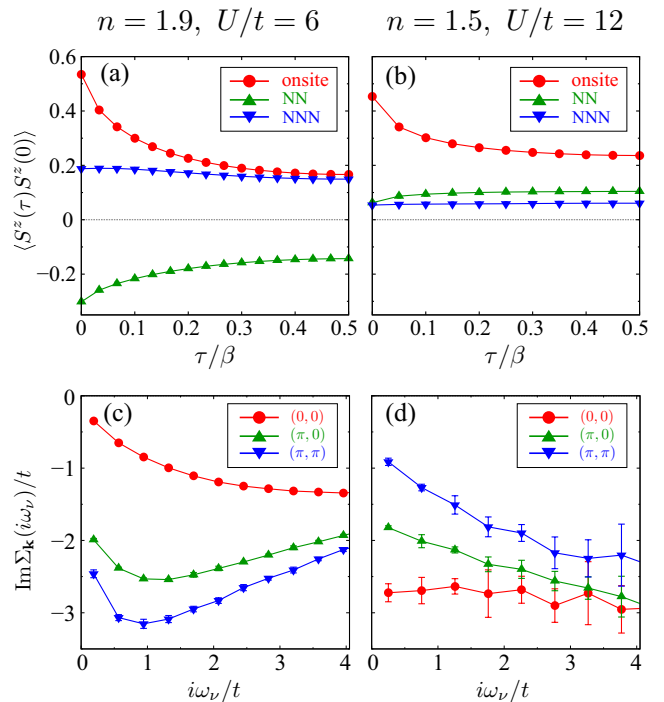 n = 1.9, U/t = 6
n = 1.5, U/t = 12
(a)
onsite
NN
NNN
0.6
0.4
0.2
0
−0.2
⟨S^z(τ)S^z(0)⟩
0 0.1 0.2 0.3 0.4 0.5
τ/β
(b)
onsite
NN
NNN
0 0.1 0.2 0.3 0.4 0.5
τ/β
(c)
(0, 0)
(π, 0)
(π, π)
0
−1
−2
−3
ImΣ_k(iω_ν)/t
0 1 2 3 4
iω_ν/t
(d)
(0, 0)
(π, 0)
(π, π)
0 1 2 3 4
iω_ν/t